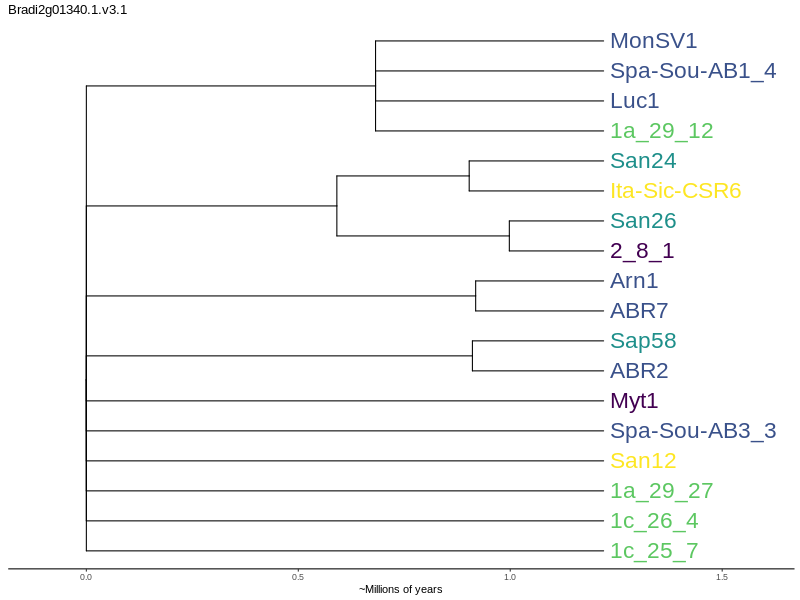 Bradi2g01340.1.v3.1
MonSV1
Spa-Sou-AB1_4
Luc1
1a_29_12
San24
Ita-Sic-CSR6
San26
2_8_1
Arn1
ABR7
Sap58
ABR2
Myt1
Spa-Sou-AB3_3
San12
1a_29_27
1c_26_4
1c_25_7
0.0 0.5 1.0 1.5
~Millions of years